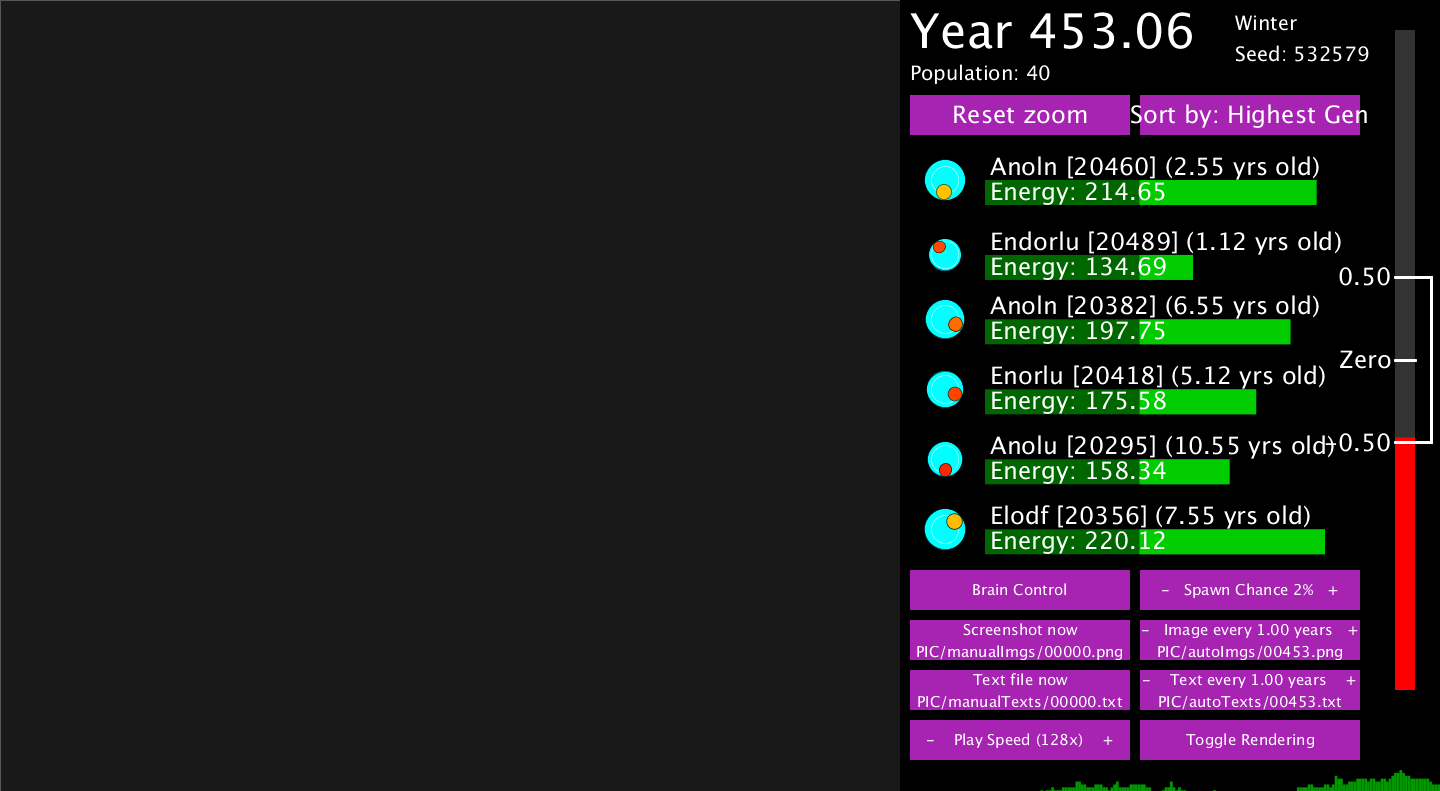 Year 453.06
Winter
Seed: 532579
Population: 40
Reset zoom
Sort by: Highest Gen
Anoln [20460] (2.55 yrs old)
Energy: 214.65
Endorlu [20489] (1.12 yrs old)
Energy: 134.69
0.50
Anoln [20382] (6.55 yrs old)
Energy: 197.75
Zero
Enorlu [20418] (5.12 yrs old)
Energy: 175.58
Anolu [20295] (10.55 yrs old)
-0.50
Energy: 158.34
Elodf [20356] (7.55 yrs old)
Energy: 220.12
Brain Control
- Spawn Chance 2% +
Screenshot now
PIC/manualImgs/00000.png
- Image every 1.00 years +
PIC/autoImgs/00453.png
Text file now
PIC/manualTexts/00000.txt
- Text every 1.00 years +
PIC/autoTexts/00453.txt
- Play Speed (128x) +
Toggle Rendering